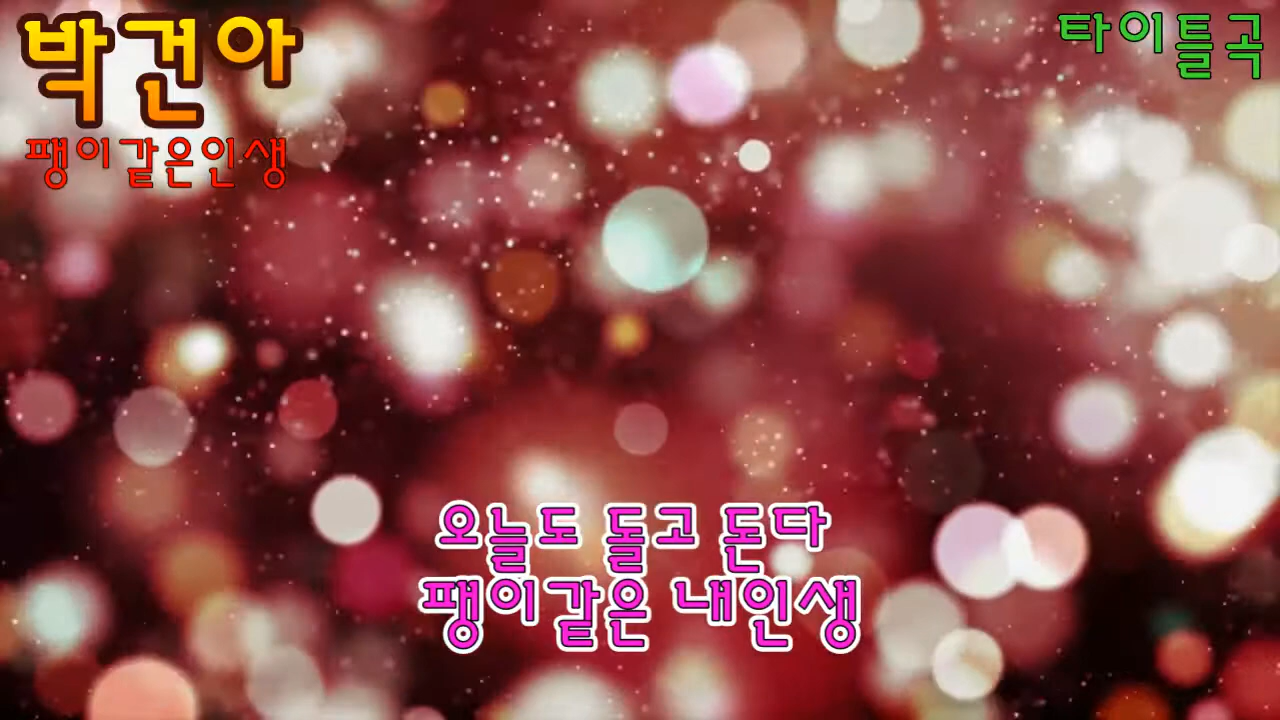 박건아
타이틀곡
팽이같은인생
오늘도 돌고 돈다
팽이같은 내인생